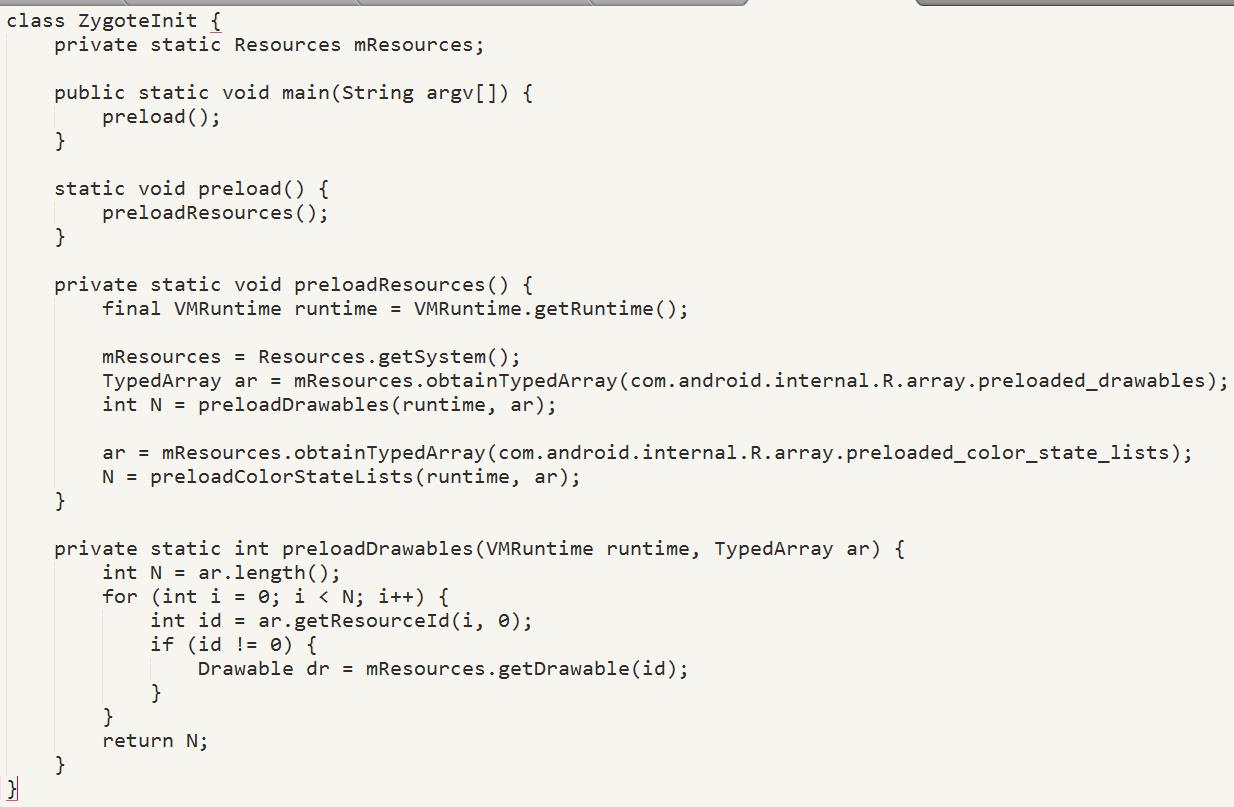 class ZygoteInit {
    private static Resources mResources;

    public static void main(String argv[]) {
        preload();
    }

    static void preload() {
        preloadResources();
    }

    private static void preloadResources() {
        final VMRuntime runtime = VMRuntime.getRuntime();

        mResources = Resources.getSystem();
        TypedArray ar = mResources.obtainTypedArray(com.android.internal.R.array.preloaded_drawables);
        int N = preloadDrawables(runtime, ar);

        ar = mResources.obtainTypedArray(com.android.internal.R.array.preloaded_color_state_lists);
        N = preloadColorStateLists(runtime, ar);
    }

    private static int preloadDrawables(VMRuntime runtime, TypedArray ar) {
        int N = ar.length();
        for (int i = 0; i < N; i++) {
            int id = ar.getResourceId(i, 0);
            if (id != 0) {
                Drawable dr = mResources.getDrawable(id);
            }
        }
        return N;
    }
}